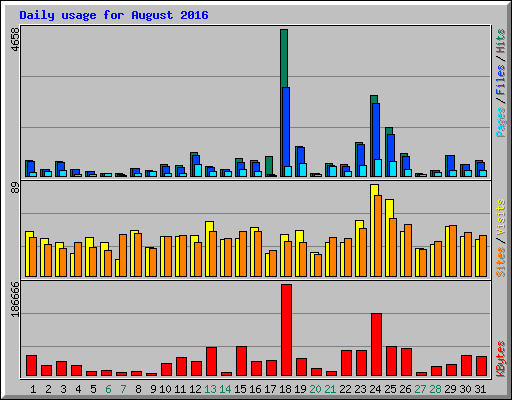 Daily usage for August 2016
4658
Pages / Files / Hits
89
Sites / Visits
186666
KBytes
1 2 3 4 5 6 7 8 9 10 11 12 13 14 15 16 17 18 19 20 21 22 23 24 25 26 27 28 29 30 31